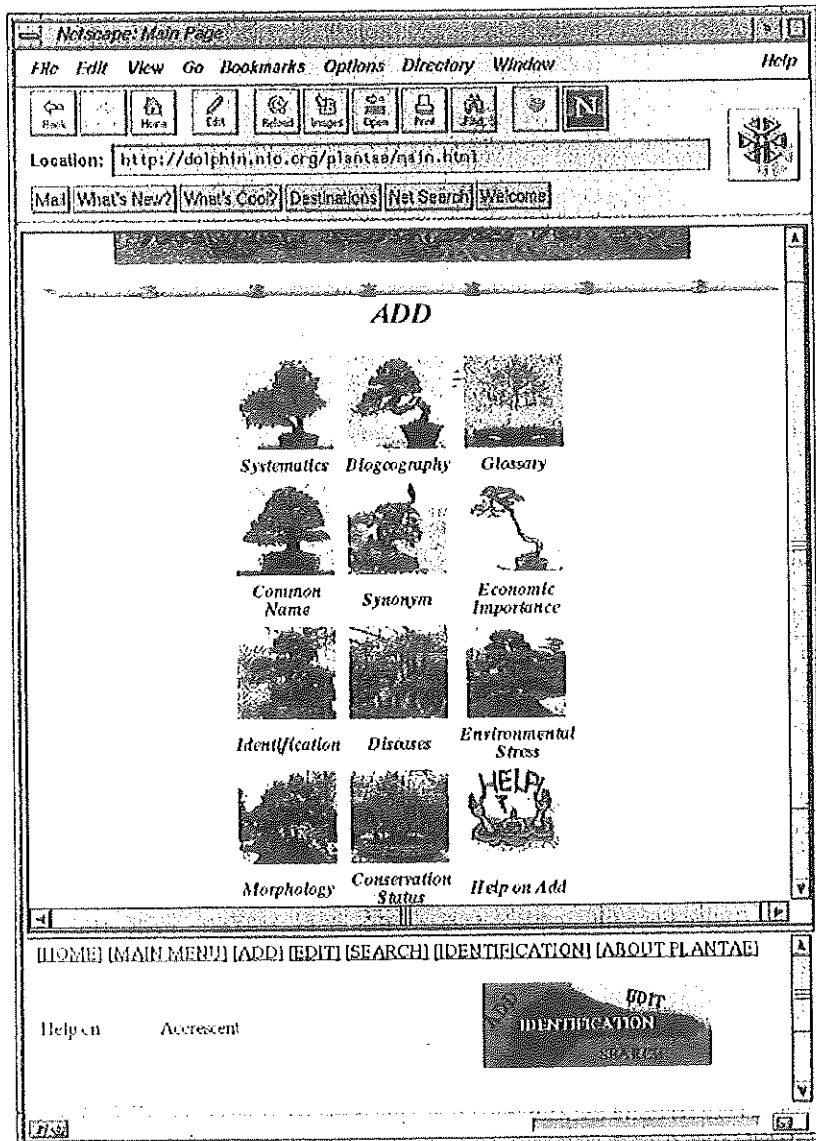 Netscape: Main Page
File Edit View Go Bookmarks Options Directory Window Help
Back Home Edit Reload Images Open Print Find N
Location: http://dolphin.nio.org/plantae/main.html
Mail What's New? What's Cool? Destinations Net Search Welcome
ADD
Systematics Biogeography Glossary
Common Name Synonym Economic Importance
Identification Diseases Environmental Stress
HELP!
Morphology Conservation Status Help on Add
[HOME] [MAIN MENU] [ADD] [EDIT] [SEARCH] [IDENTIFICATION] [ABOUT PLANTAE]
ADD EDIT
IDENTIFICATION
SEARCH
Help on Accrescent